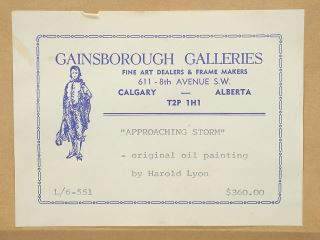 GAINSBOROUGH GALLERIES
FINE ART DEALERS & FRAME MAKERS
611 - 8th AVENUE S.W.
CALGARY — ALBERTA
T2P 1H1
"APPROACHING STORM"
- original oil painting
by Harold Lyon
L/6-551 $360.00